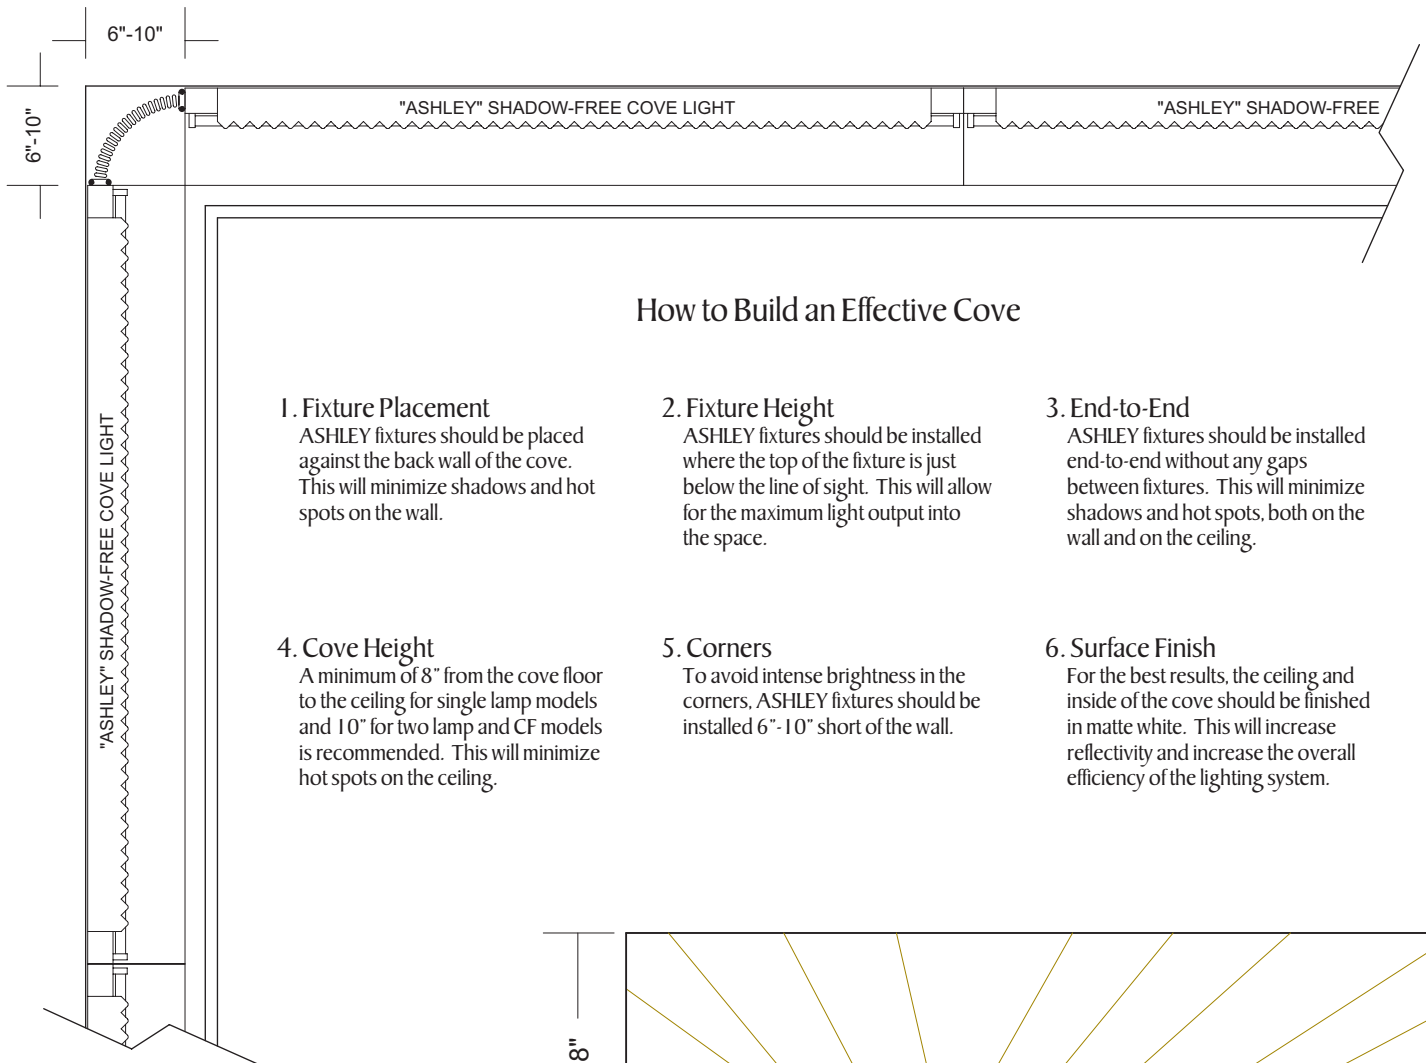 6"-10"
6"-10"
"ASHLEY" SHADOW-FREE COVE LIGHT
"ASHLEY" SHADOW-FREE
"ASHLEY" SHADOW-FREE COVE LIGHT
How to Build an Effective Cove
1. Fixture Placement
ASHLEY fixtures should be placed
against the back wall of the cove.
This will minimize shadows and hot
spots on the wall.
2. Fixture Height
ASHLEY fixtures should be installed
where the top of the fixture is just
below the line of sight.  This will allow
for the maximum light output into
the space.
3. End-to-End
ASHLEY fixtures should be installed
end-to-end without any gaps
between fixtures.  This will minimize
shadows and hot spots, both on the
wall and on the ceiling.
4. Cove Height
A minimum of 8" from the cove floor
to the ceiling for single lamp models
and 10" for two lamp and CF models
is recommended.  This will minimize
hot spots on the ceiling.
5. Corners
To avoid intense brightness in the
corners, ASHLEY fixtures should be
installed 6"-10" short of the wall.
6. Surface Finish
For the best results, the ceiling and
inside of the cove should be finished
in matte white.  This will increase
reflectivity and increase the overall
efficiency of the lighting system.
8"